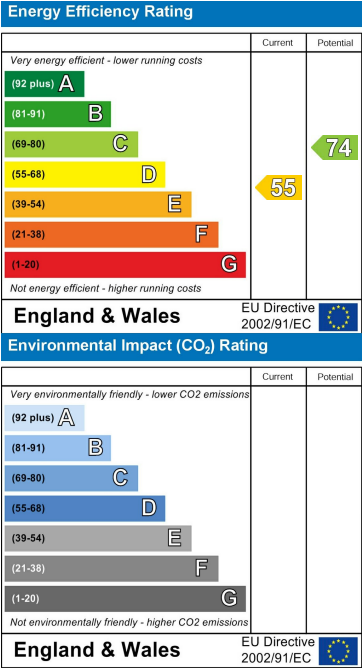 Energy Efficiency Rating
Current Potential
Very energy efficient - lower running costs
(92 plus) A
(81-91) B
(69-80) C
74
(55-68) D
55
(39-54) E
(21-38) F
(1-20) G
Not energy efficient - higher running costs
England & Wales
EU Directive
2002/91/EC
Environmental Impact (CO₂) Rating
Current Potential
Very environmentally friendly - lower CO2 emissions
(92 plus) A
(81-91) B
(69-80) C
(55-68) D
(39-54) E
(21-38) F
(1-20) G
Not environmentally friendly - higher CO2 emissions
England & Wales
EU Directive
2002/91/EC